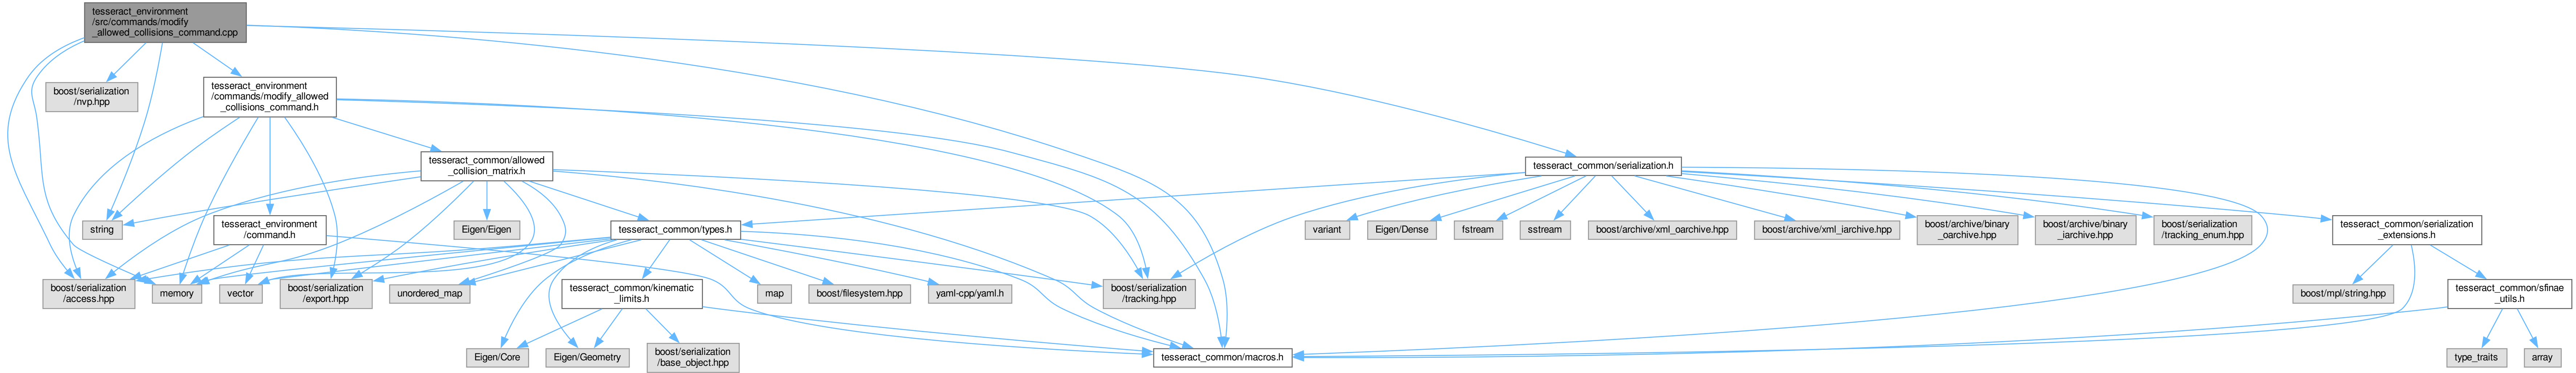 tesseract_environment
/src/commands/modify
_allowed_collisions_command.cpp
boost/serialization
/nvp.hpp
tesseract_environment
/commands/modify_allowed
_collisions_command.h
tesseract_common/allowed
_collision_matrix.h
tesseract_common/serialization.h
string
tesseract_environment
/command.h
Eigen/Eigen
tesseract_common/types.h
variant
Eigen/Dense
fstream
sstream
boost/archive/xml_oarchive.hpp
boost/archive/xml_iarchive.hpp
boost/archive/binary
_oarchive.hpp
boost/archive/binary
_iarchive.hpp
boost/serialization
/tracking_enum.hpp
tesseract_common/serialization
_extensions.h
boost/serialization
/access.hpp
memory
vector
boost/serialization
/export.hpp
unordered_map
tesseract_common/kinematic
_limits.h
map
boost/filesystem.hpp
yaml-cpp/yaml.h
boost/serialization
/tracking.hpp
boost/mpl/string.hpp
tesseract_common/sfinae
_utils.h
Eigen/Core
Eigen/Geometry
boost/serialization
/base_object.hpp
tesseract_common/macros.h
type_traits
array